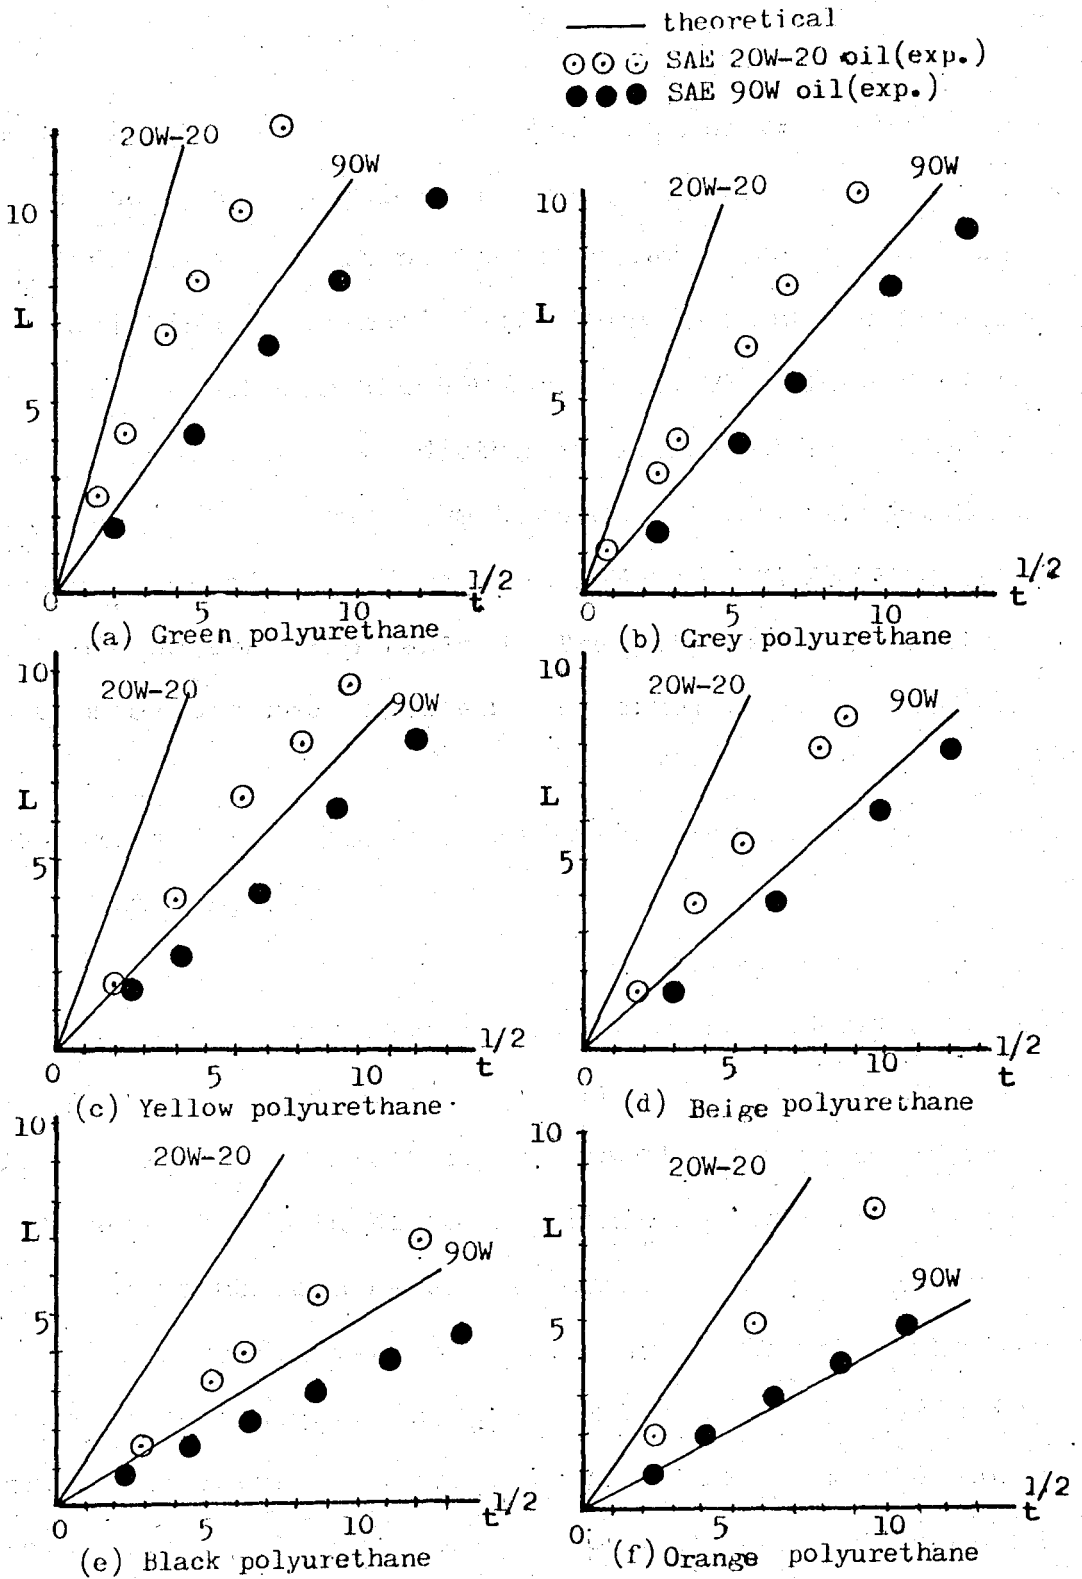 theoretical
SAE 20W-20 oil(exp.)
SAE 90W oil(exp.)
20W-20
90W
10
L
5
0
5
10
t 1/2
(a) Green polyurethane
20W-20
90W
10
L
5
0
5
10
t 1/2
(b) Grey polyurethane
10
20W-20
90W
L
5
0
5
10
t 1/2
(c) Yellow polyurethane
10
20W-20
90W
L
5
0
5
10
t 1/2
(d) Beige polyurethane
10
20W-20
L
90W
5
0
5
10
t 1/2
(e) Black polyurethane
10
20W-20
L
90W
5
0
5
10
t 1/2
(f) Orange polyurethane